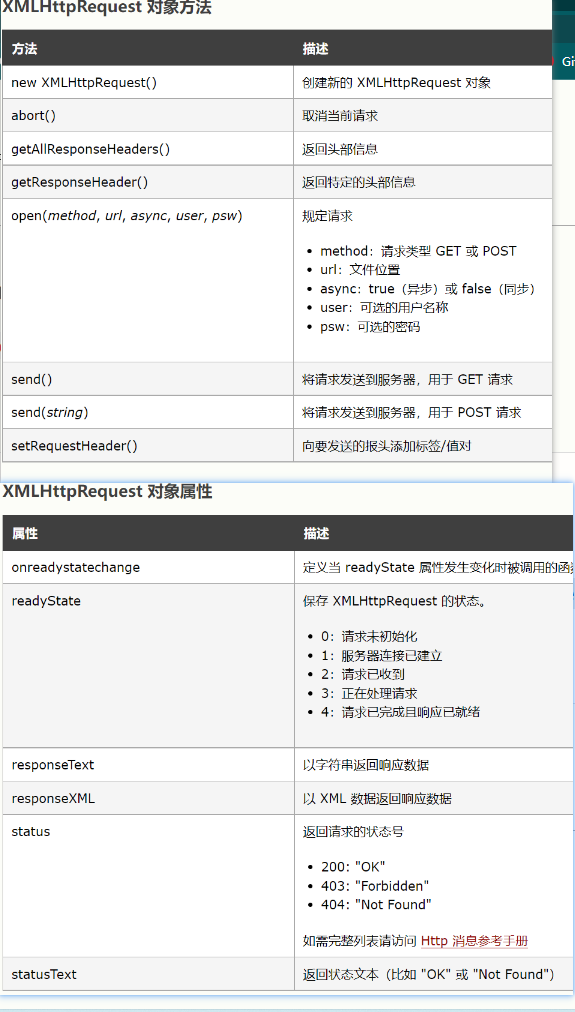 XMLHttpRequest 对象方法
方法 描述
Gi
new XMLHttpRequest() 创建新的 XMLHttpRequest 对象
abort() 取消当前请求
getAllResponseHeaders() 返回头部信息
getResponseHeader() 返回特定的头部信息
open(method, url, async, user, psw) 规定请求
• method：请求类型 GET 或 POST
• url：文件位置
• async：true（异步）或 false（同步）
• user：可选的用户名称
• psw：可选的密码
send() 将请求发送到服务器，用于 GET 请求
send(string) 将请求发送到服务器，用于 POST 请求
setRequestHeader() 向要发送的报头添加标签/值对
XMLHttpRequest 对象属性
属性 描述
onreadystatechange 定义当 readyState 属性发生变化时被调用的函
readyState 保存 XMLHttpRequest 的状态。
• 0：请求未初始化
• 1：服务器连接已建立
• 2：请求已收到
• 3：正在处理请求
• 4：请求已完成且响应已就绪
responseText 以字符串返回响应数据
responseXML 以 XML 数据返回响应数据
status 返回请求的状态号
• 200: "OK"
• 403: "Forbidden"
• 404: "Not Found"
如需完整列表请访问 Http 消息参考手册
statusText 返回状态文本（比如 "OK" 或 "Not Found"）